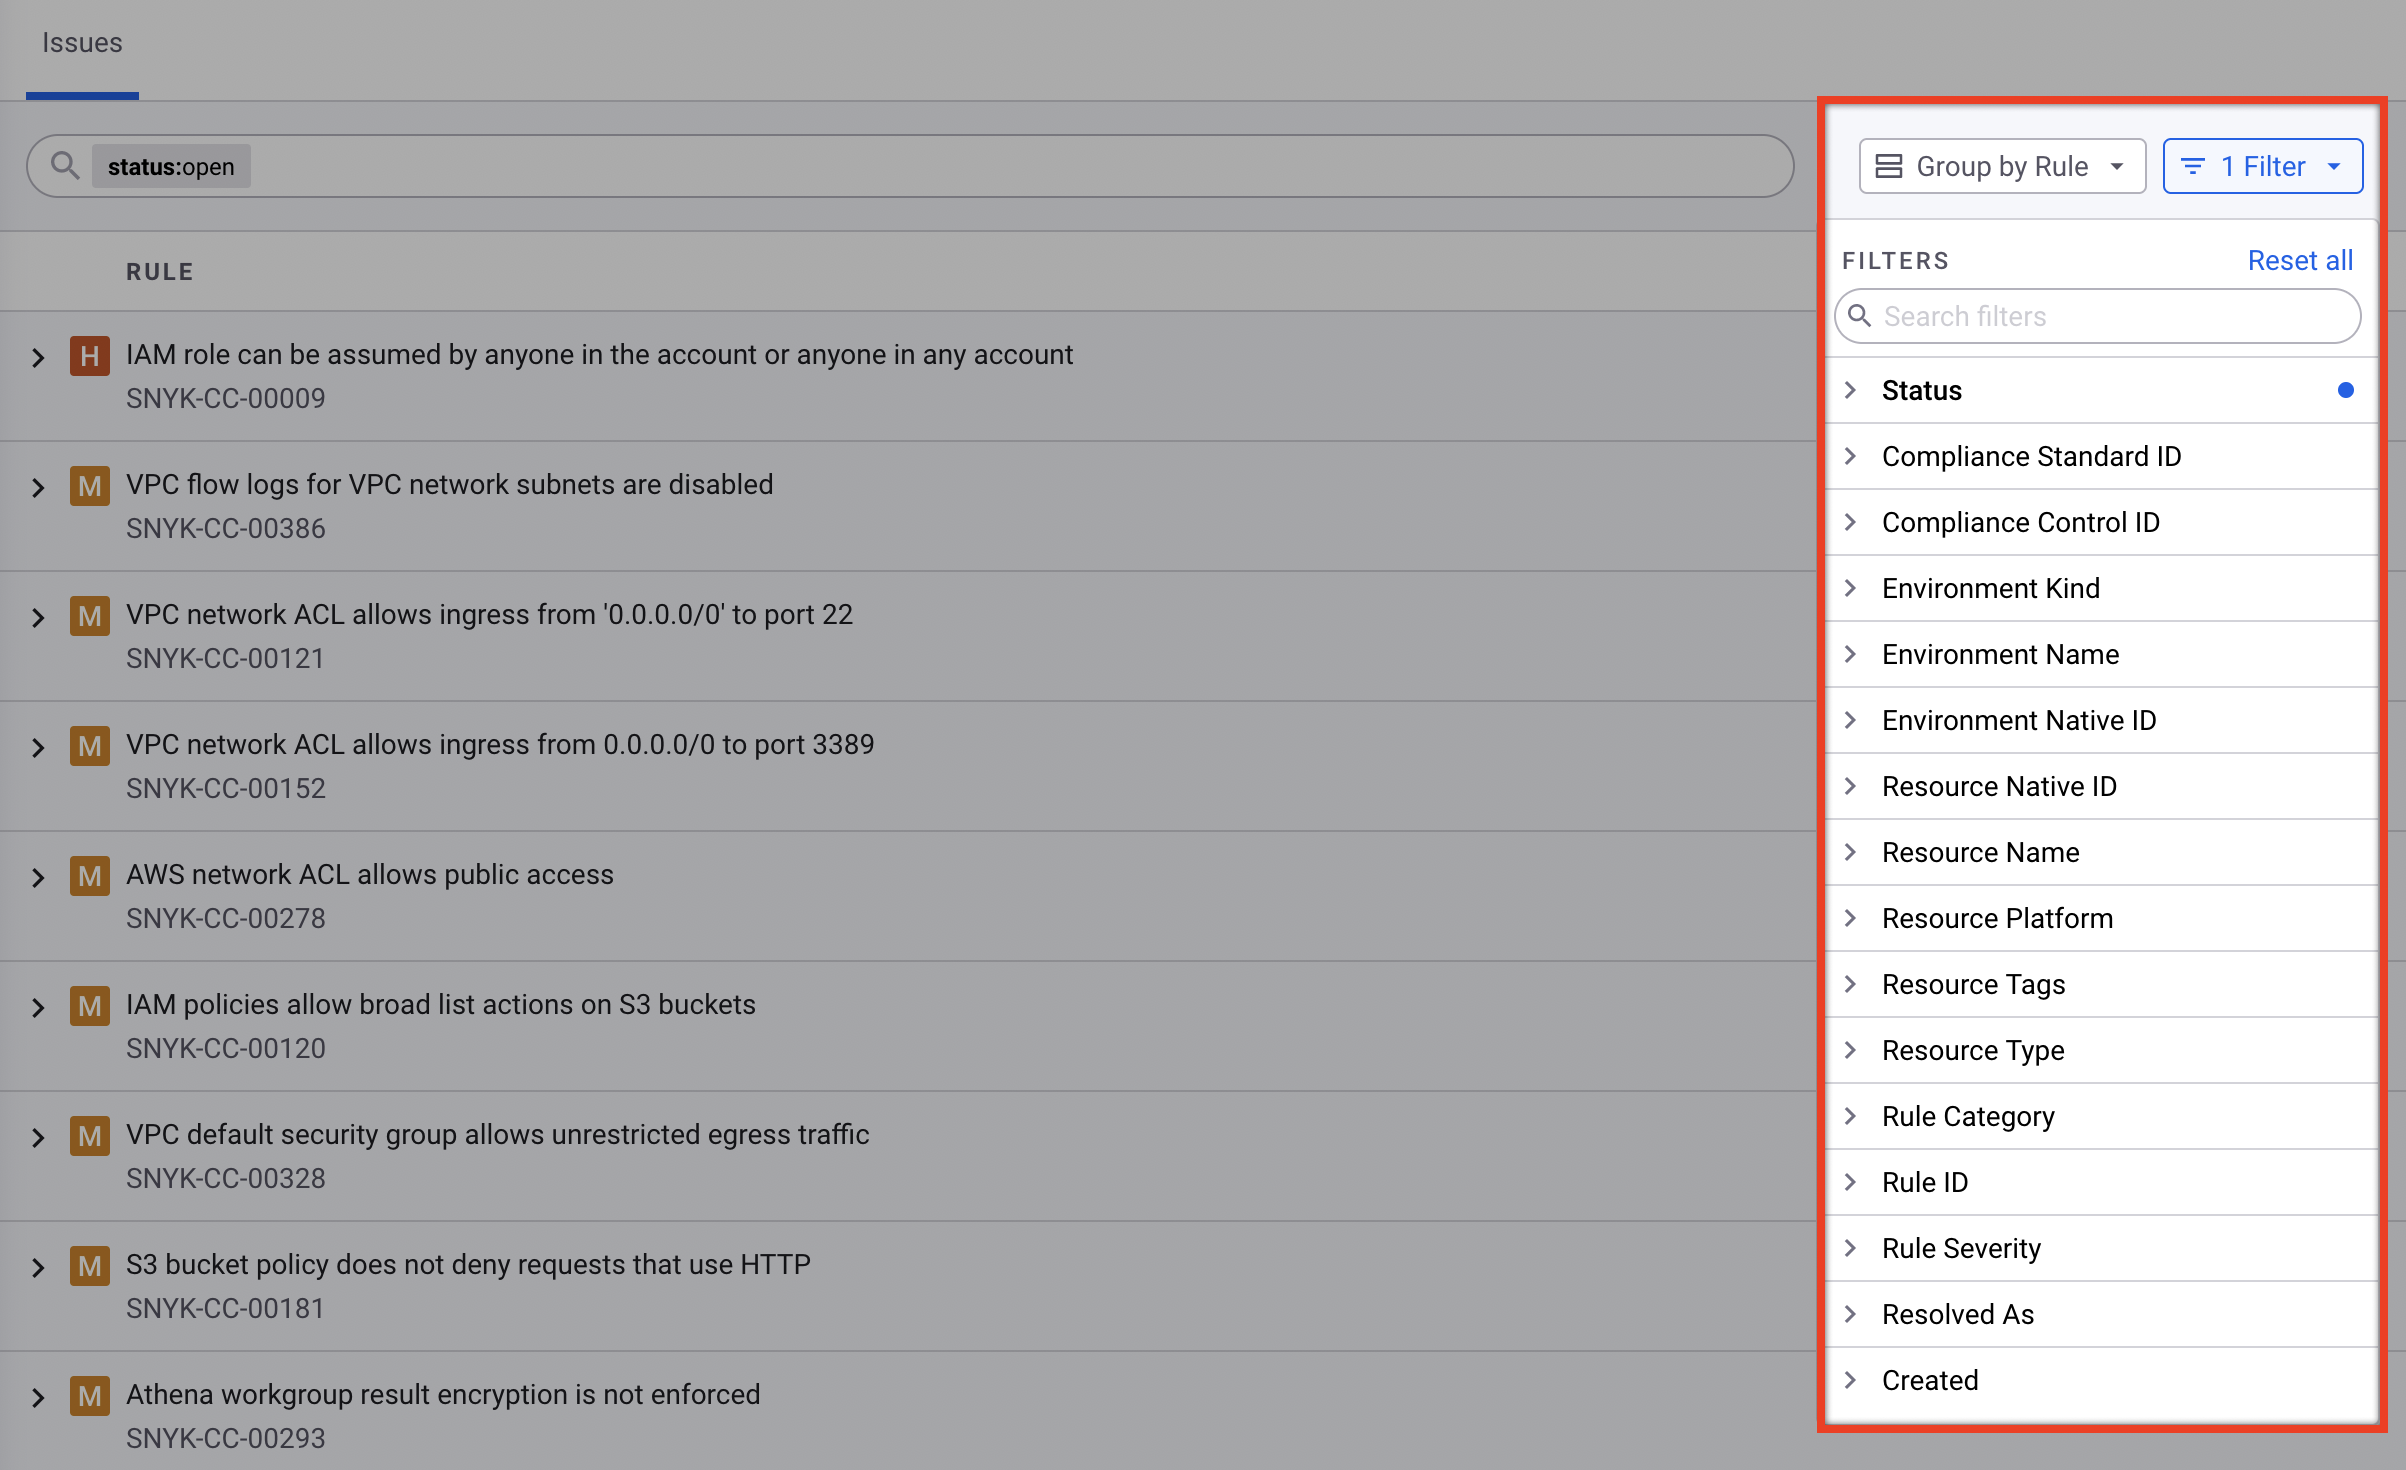 Issues
status:open
Group by Rule
1 Filter
RULE
H
IAM role can be assumed by anyone in the account or anyone in any account
SNYK-CC-00009
M
VPC flow logs for VPC network subnets are disabled
SNYK-CC-00386
M
VPC network ACL allows ingress from '0.0.0.0/0' to port 22
SNYK-CC-00121
M
VPC network ACL allows ingress from 0.0.0.0/0 to port 3389
SNYK-CC-00152
M
AWS network ACL allows public access
SNYK-CC-00278
M
IAM policies allow broad list actions on S3 buckets
SNYK-CC-00120
M
VPC default security group allows unrestricted egress traffic
SNYK-CC-00328
M
S3 bucket policy does not deny requests that use HTTP
SNYK-CC-00181
M
Athena workgroup result encryption is not enforced
SNYK-CC-00293
FILTERS
Reset all
Search filters
Status
Compliance Standard ID
Compliance Control ID
Environment Kind
Environment Name
Environment Native ID
Resource Native ID
Resource Name
Resource Platform
Resource Tags
Resource Type
Rule Category
Rule ID
Rule Severity
Resolved As
Created